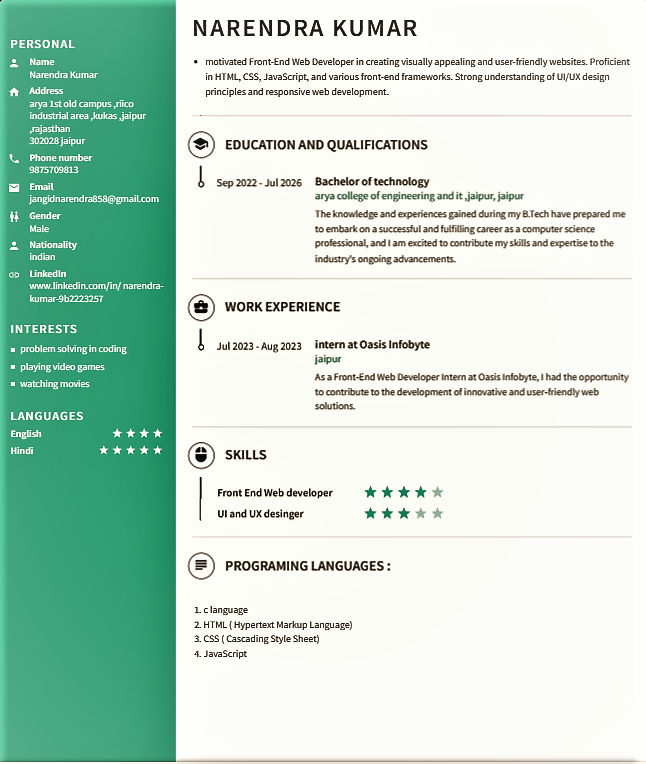 PERSONAL
Name
Narendra Kumar
Address
arya 1st old campus ,riico
industrial area ,kukas ,jaipur
,rajasthan
302028 jaipur
Phone number
9875709813
Email
jangidnarendra858@gmail.com
Gender
Male
Nationality
indian
LinkedIn
www.linkedin.com/in/ narendra-
kumar-9b2223257
INTERESTS
problem solving in coding
playing video games
watching movies
LANGUAGES
English
Hindi
NARENDRA KUMAR
motivated Front-End Web Developer in creating visually appealing and user-friendly websites. Proficient
in HTML, CSS, JavaScript, and various front-end frameworks. Strong understanding of UI/UX design
principles and responsive web development.
EDUCATION AND QUALIFICATIONS
Sep 2022 - Jul 2026 Bachelor of technology
arya college of engineering and it ,jaipur, jaipur
The knowledge and experiences gained during my B.Tech have prepared me
to embark on a successful and fulfilling career as a computer science
professional, and I am excited to contribute my skills and expertise to the
industry's ongoing advancements.
WORK EXPERIENCE
Jul 2023 - Aug 2023 intern at Oasis Infobyte
jaipur
As a Front-End Web Developer Intern at Oasis Infobyte, I had the opportunity
to contribute to the development of innovative and user-friendly web
solutions.
SKILLS
Front End Web developer
UI and UX desinger
PROGRAMING LANGUAGES :
1. c language
2. HTML ( Hypertext Markup Language)
3. CSS ( Cascading Style Sheet)
4. JavaScript